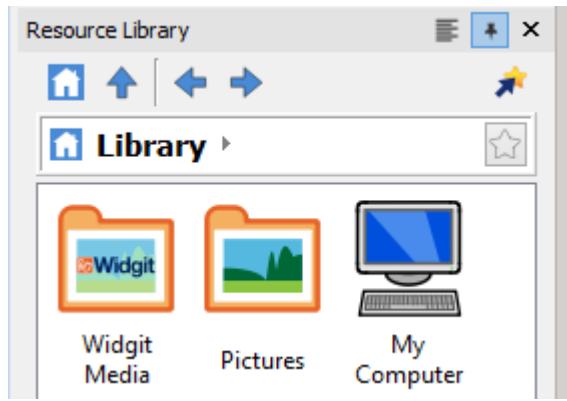 Resource Library
Library
Widgit
Widgit
Media
Pictures
My
Computer